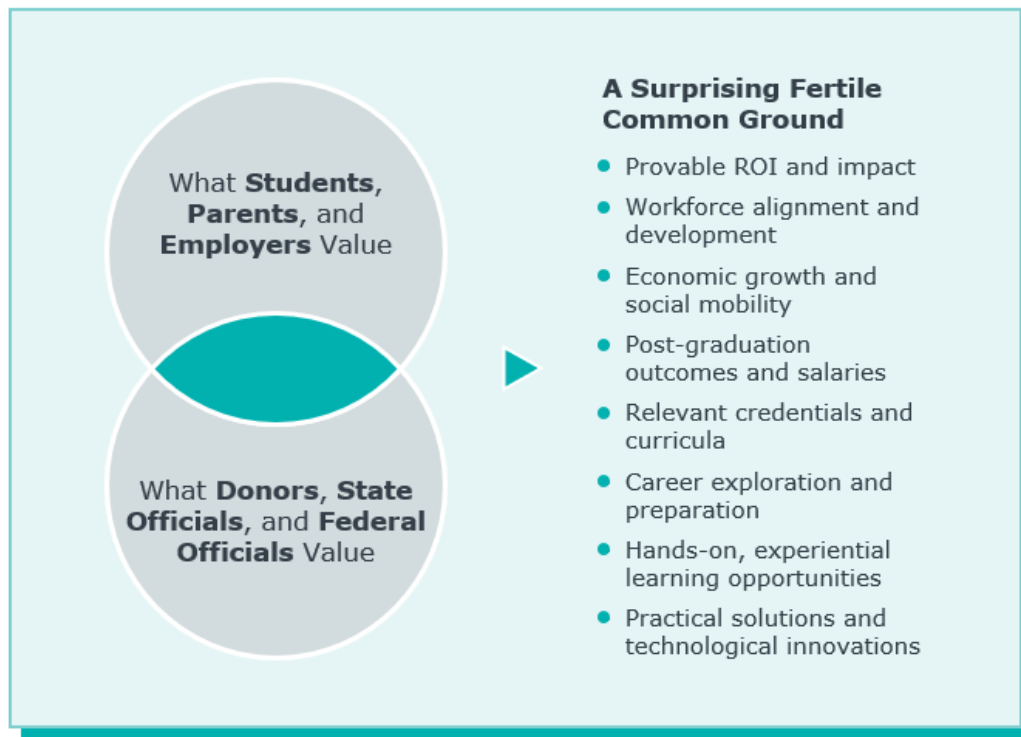 What Students,
Parents, and
Employers Value
What Donors, State
Officials, and Federal
Officials Value
A Surprising Fertile
Common Ground
Provable ROI and impact
Workforce alignment and
development
Economic growth and
social mobility
Post-graduation
outcomes and salaries
Relevant credentials and
curricula
Career exploration and
preparation
Hands-on, experiential
learning opportunities
Practical solutions and
technological innovations